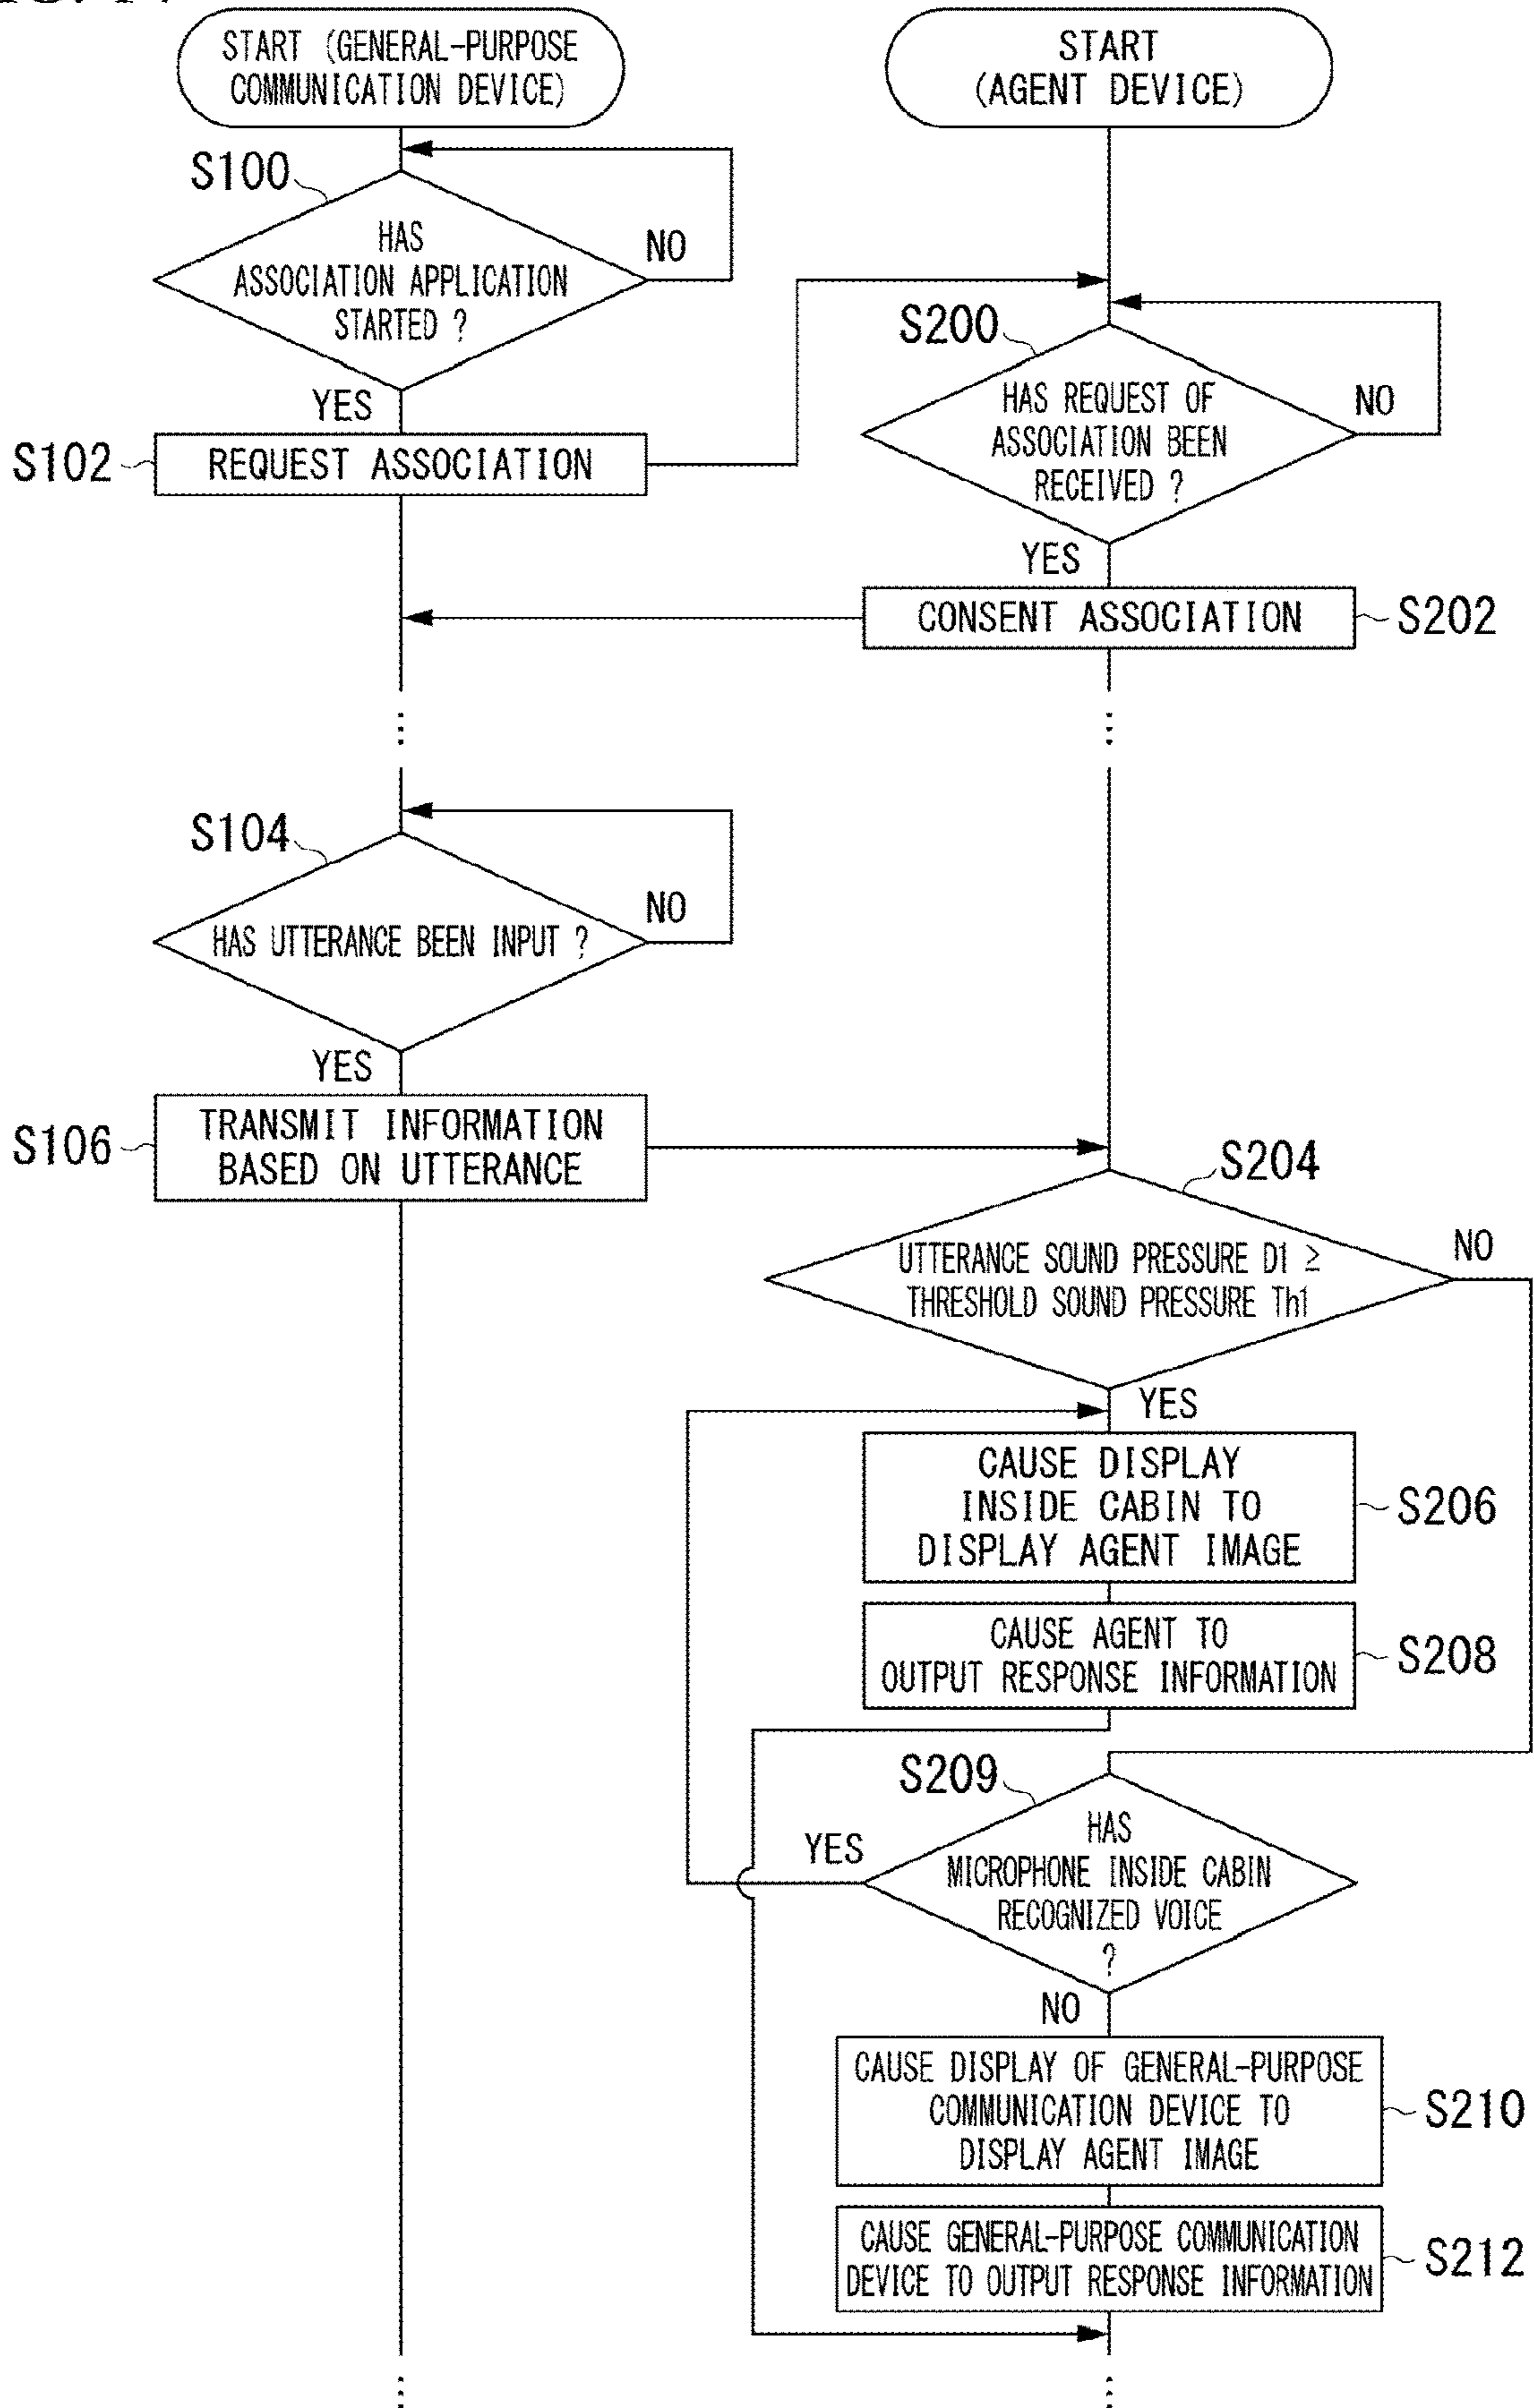 START (GENERAL-PURPOSE
COMMUNICATION DEVICE)
START
(AGENT DEVICE)
S100
HAS
ASSOCIATION APPLICATION
STARTED ?
NO
YES
S102
REQUEST ASSOCIATION
S200
HAS REQUEST OF
ASSOCIATION BEEN
RECEIVED ?
NO
YES
CONSENT ASSOCIATION
S202
S104
HAS UTTERANCE BEEN INPUT ?
NO
YES
S106
TRANSMIT INFORMATION
BASED ON UTTERANCE
S204
UTTERANCE SOUND PRESSURE D1 ≥
THRESHOLD SOUND PRESSURE Th1
NO
YES
CAUSE DISPLAY
INSIDE CABIN TO
DISPLAY AGENT IMAGE
S206
CAUSE AGENT TO
OUTPUT RESPONSE INFORMATION
S208
S209
HAS
MICROPHONE INSIDE CABIN
RECOGNIZED VOICE
?
YES
NO
CAUSE DISPLAY OF GENERAL-PURPOSE
COMMUNICATION DEVICE TO
DISPLAY AGENT IMAGE
S210
CAUSE GENERAL-PURPOSE COMMUNICATION
DEVICE TO OUTPUT RESPONSE INFORMATION
S212